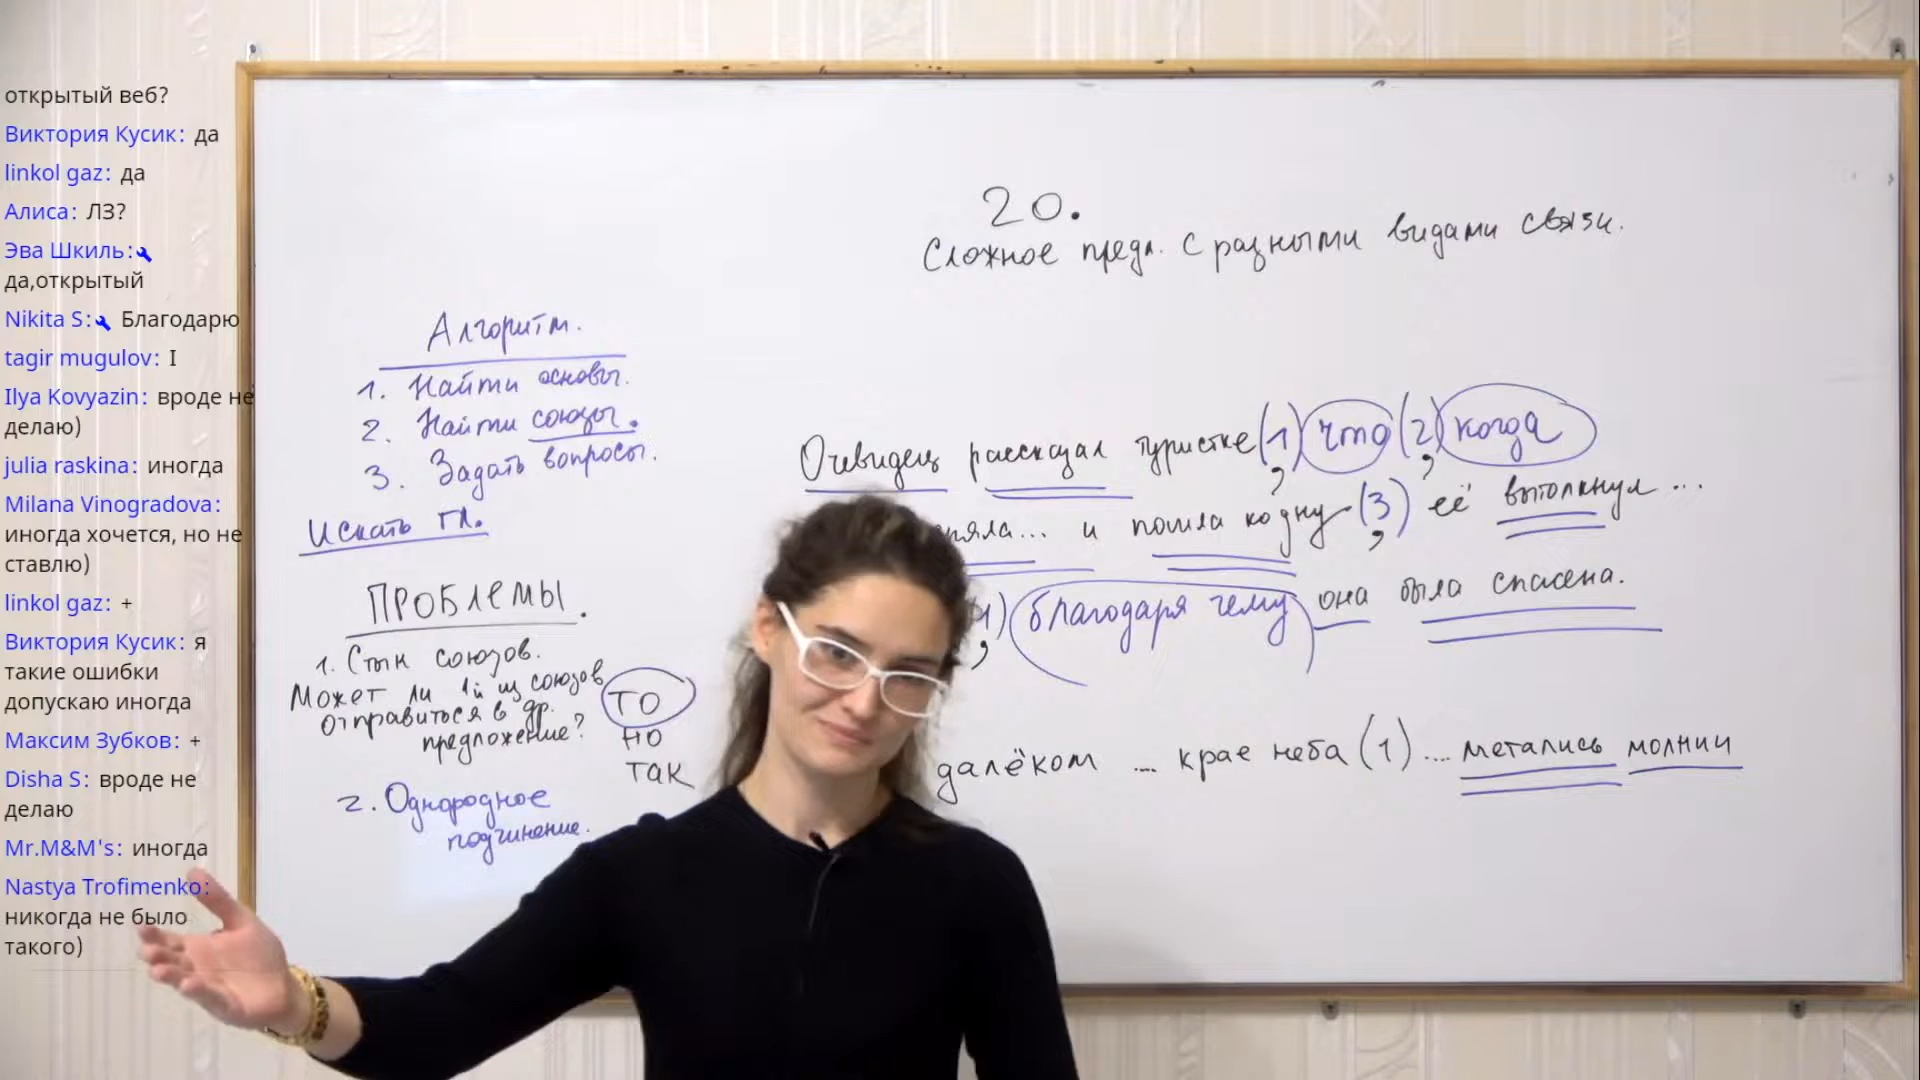 открытый веб?
Виктория Кусик: да
linkol gaz: да
Алиса: ЛЗ?
Эва Шкиль:
да,открытый
Nikita S: Благодарю
tagir mugulov: I
Ilya Kovyazin: вроде не
делаю)
julia raskina: иногда
Milana Vinogradova:
иногда хочется, но не
ставлю)
linkol gaz: +
Виктория Кусик: я
такие ошибки
допускаю иногда
Максим Зубков: +
Disha S: вроде не
делаю
Mr.M&M's: иногда
Nastya Trofimenko:
никогда не было
такого)
Алгоритм.
1. Найти основы.
2. Найти союзы.
3. Задать вопросы.
Искать гл.
ПРОБЛЕМЫ.
1. Стык союзов.
Может ли 1й из союзов
отправиться в др.
предложение?
ТО
НО
ТАК
2. Однородное
подчинение.
20.
Сложное предл. с разными видами связи.
Очевидец рассказал туристке (1) что (2) когда
... и пошла ко дну (3) её вытолкнул ...
благодаря чему она была спасена.
далёком ... крае неба (1) .... метались молнии